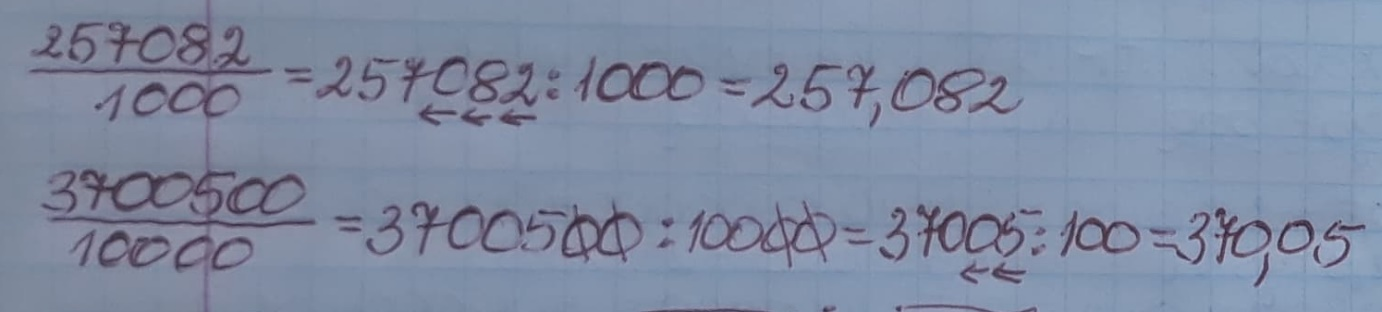 257082/1000 = 257082 : 1000 = 257,082
3700500/10000 = 3700500 : 10000 = 37005 : 100 = 370,05